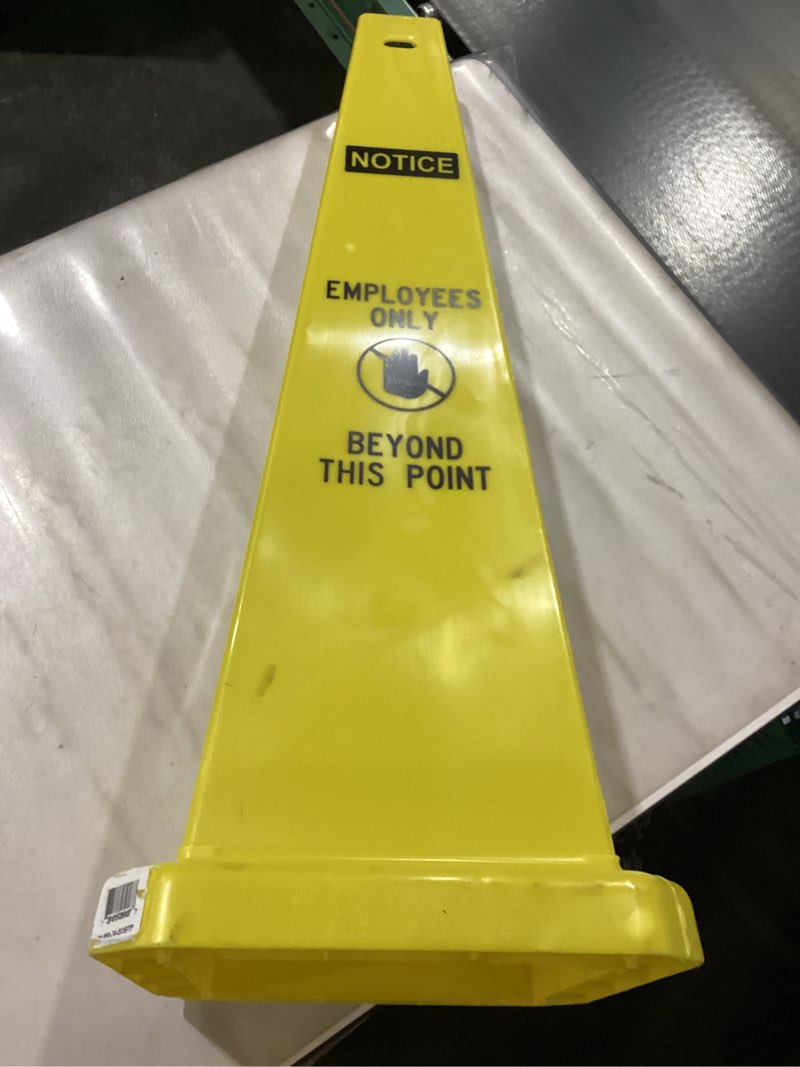 NOTICE
EMPLOYEES
ONLY
BEYOND
THIS POINT